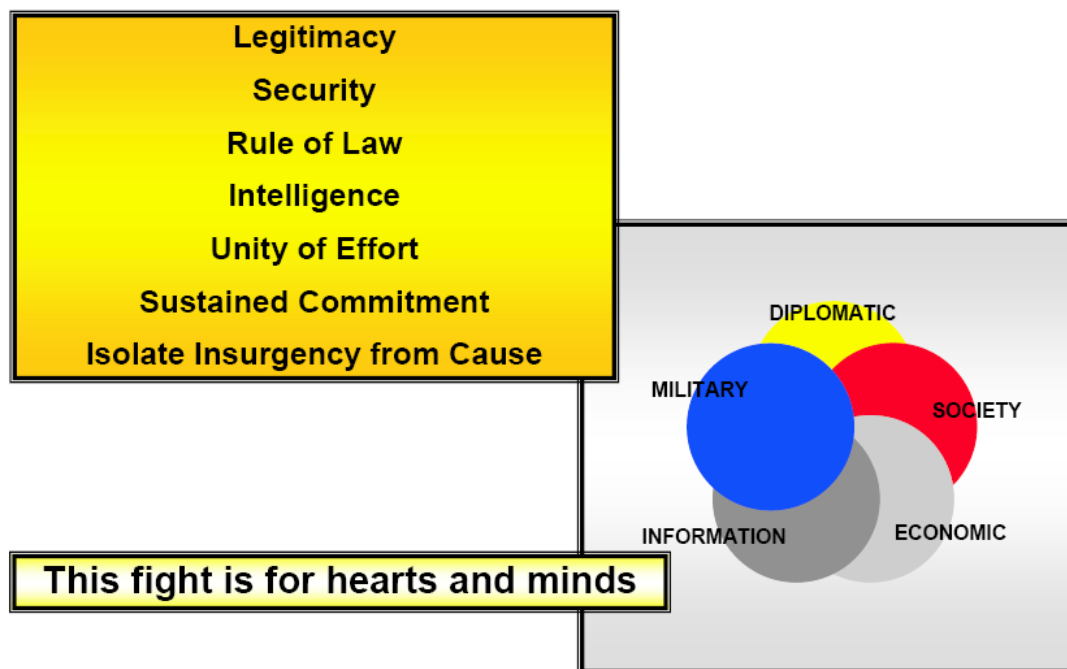 Legitimacy
Security
Rule of Law
Intelligence
Unity of Effort
Sustained Commitment
Isolate Insurgency from Cause
DIPLOMATIC
MILITARY
SOCIETY
INFORMATION
ECONOMIC
This fight is for hearts and minds